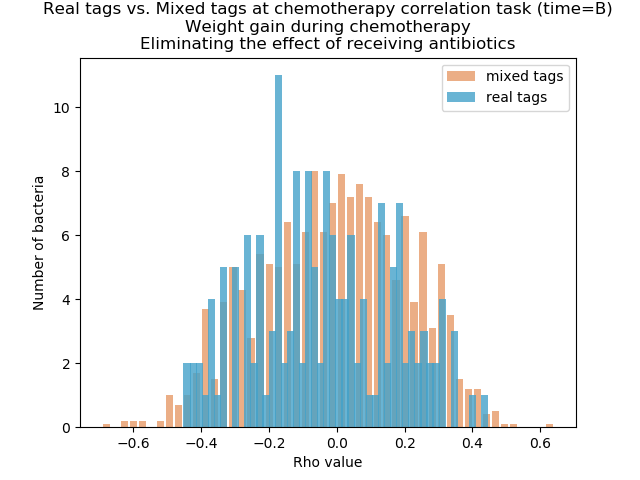 Real tags vs. Mixed tags at chemotherapy correlation task (time=B)
Weight gain during chemotherapy
Eliminating the effect of receiving antibiotics
mixed tags
real tags
Number of bacteria
10
8
6
4
2
0
−0.6
−0.4
−0.2
0.0
0.2
0.4
0.6
Rho value